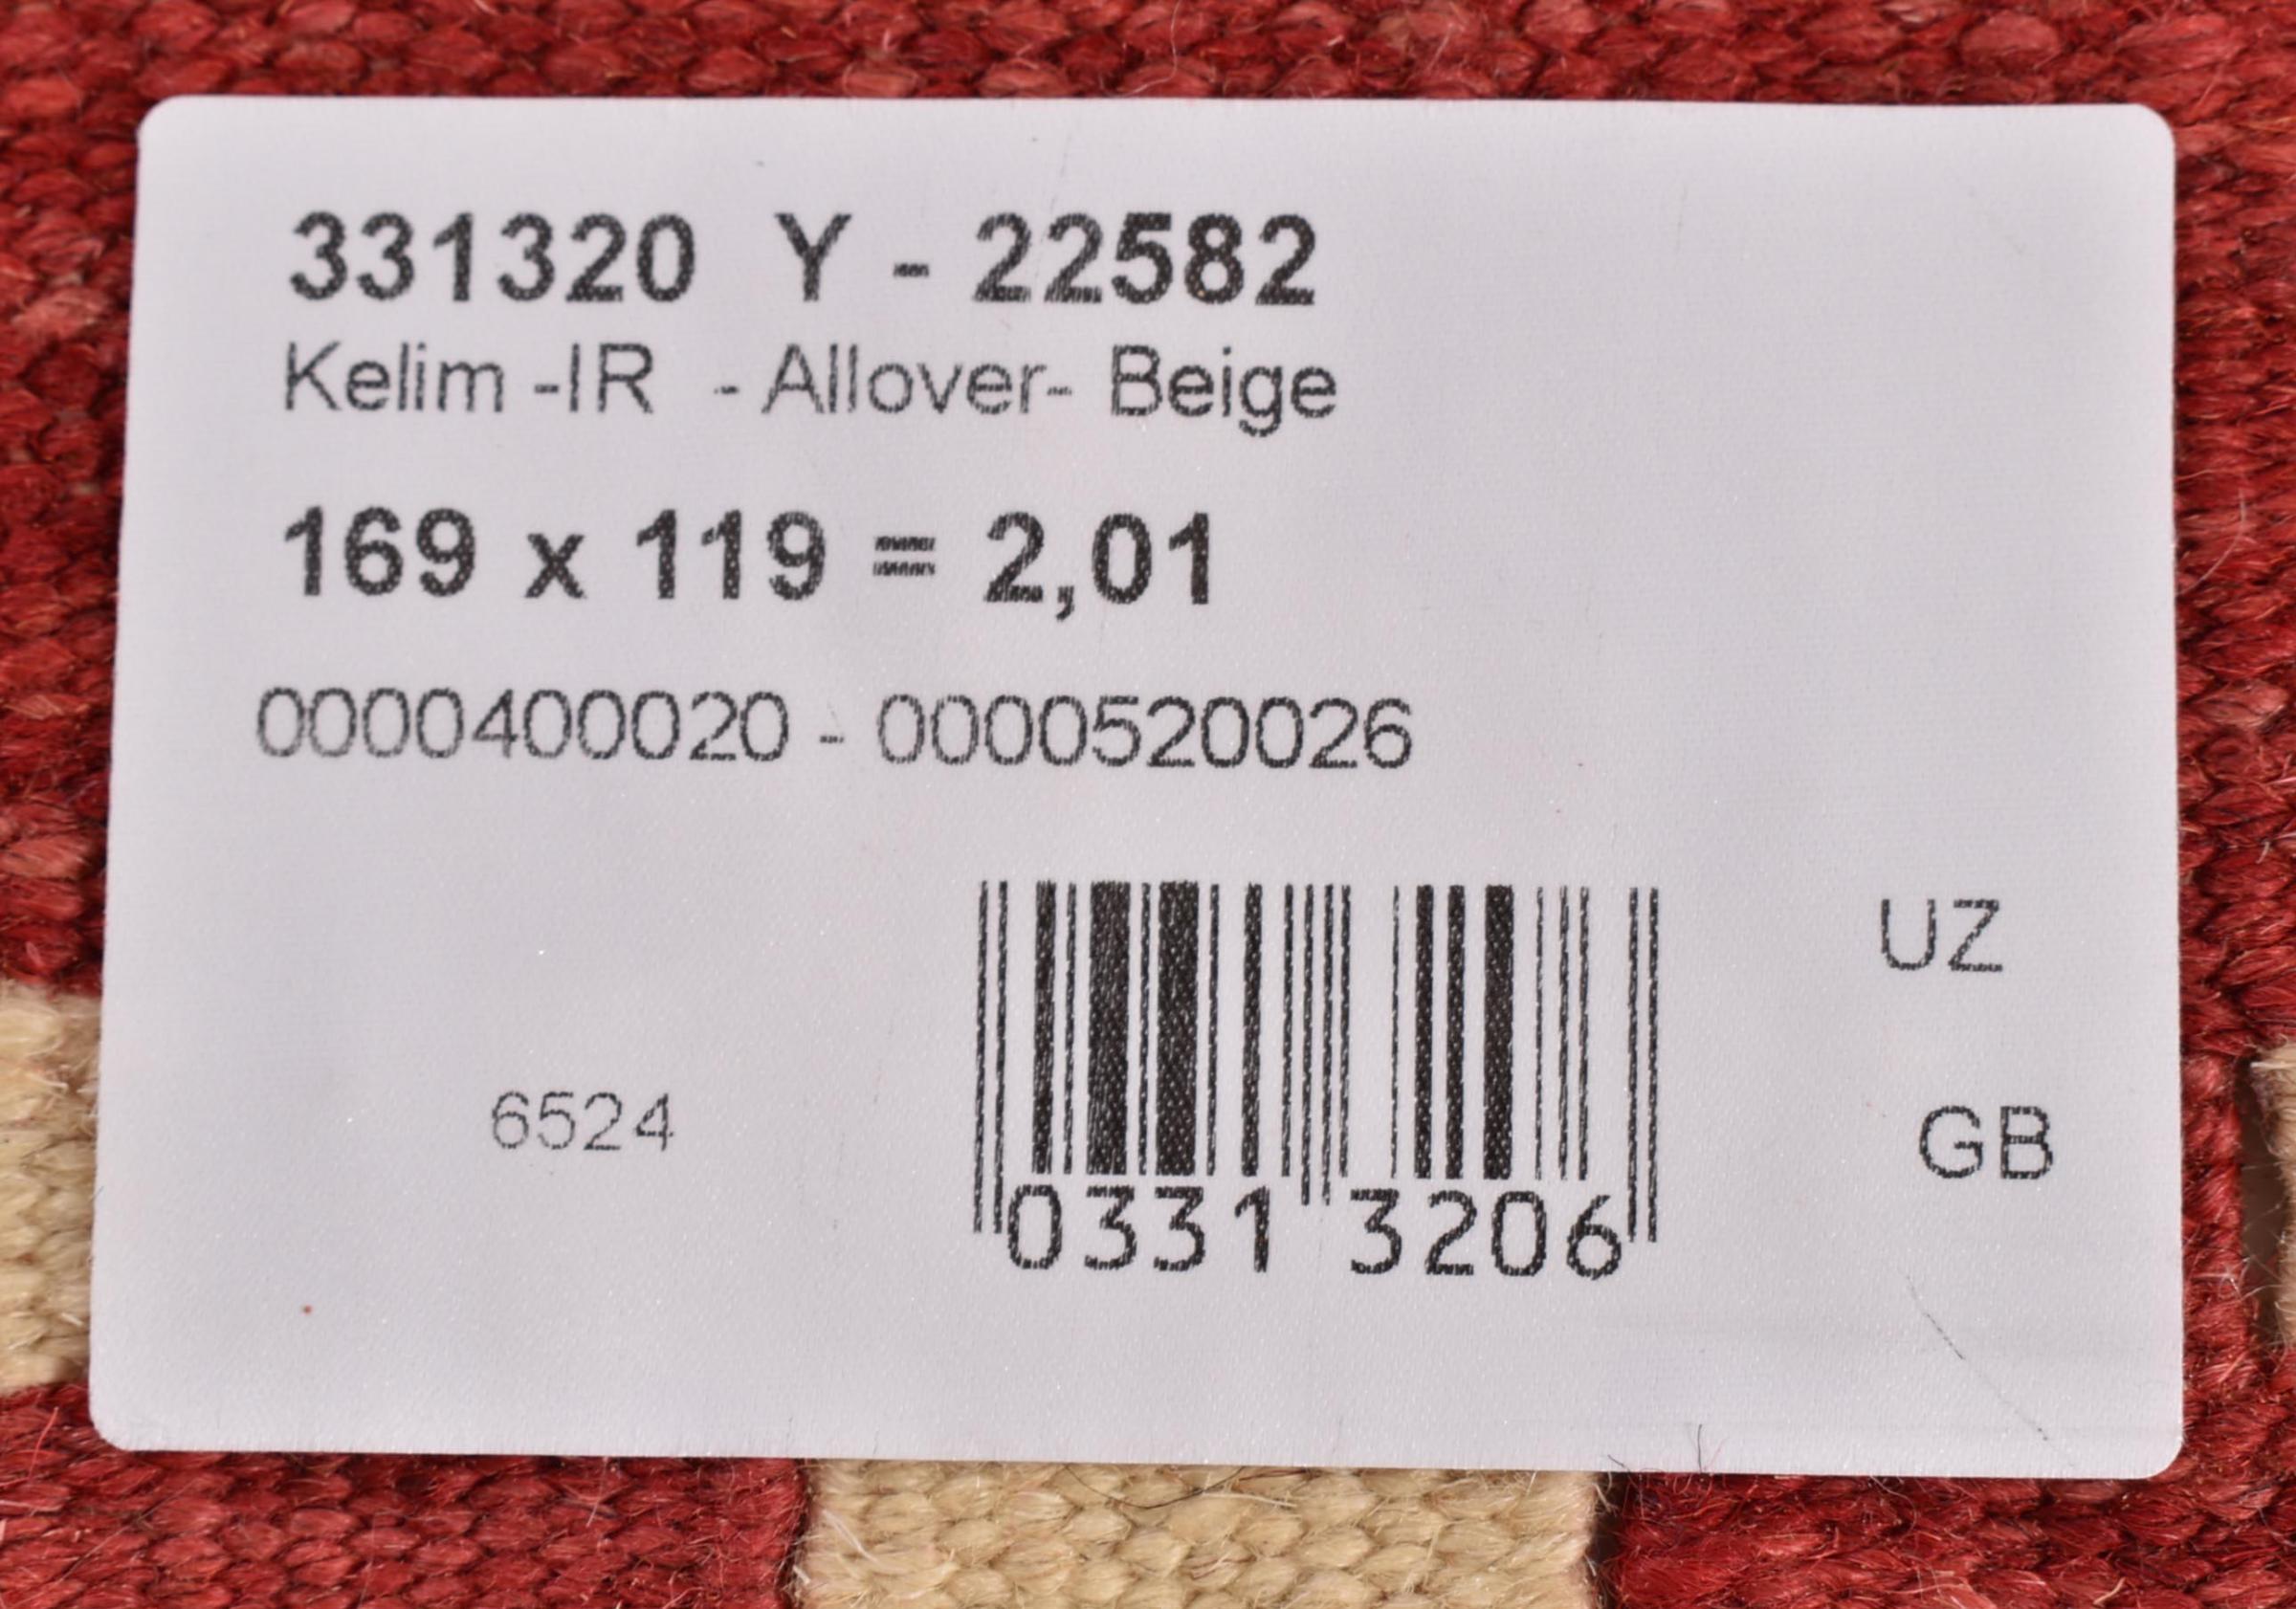 331320 Y - 22582
Kelim -IR - Allover- Beige
169 x 119 = 2,01
0000400020 - 0000520026
UZ
6524
GB
0331 3206